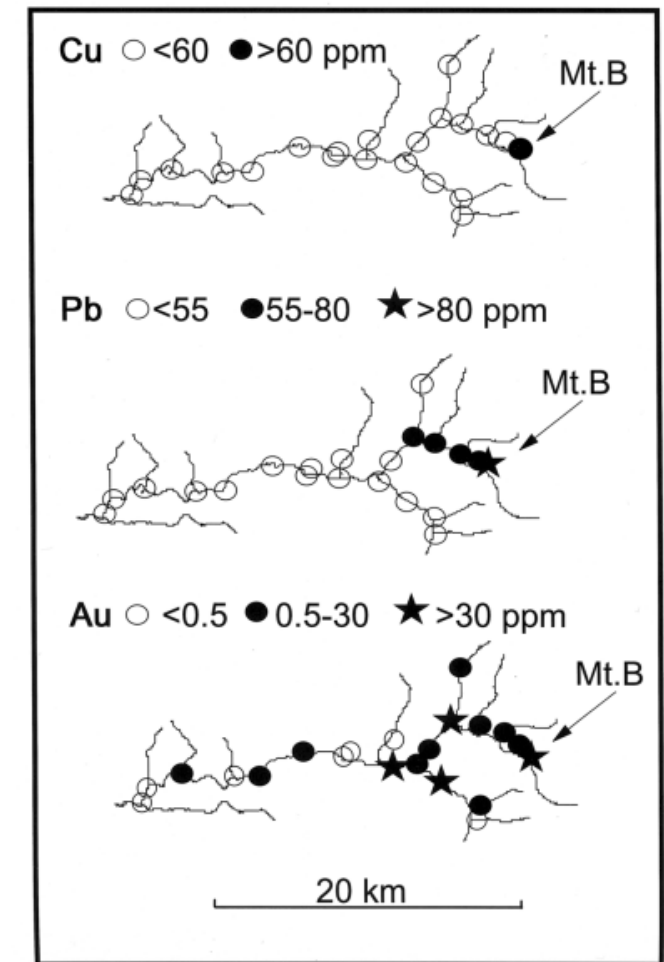 Cu ○<60 ●>60 ppm
Mt.B
Pb ○<55 ●55-80 ★>80 ppm
Mt.B
Au ○<0.5 ●0.5-30 ★>30 ppm
Mt.B
20 km